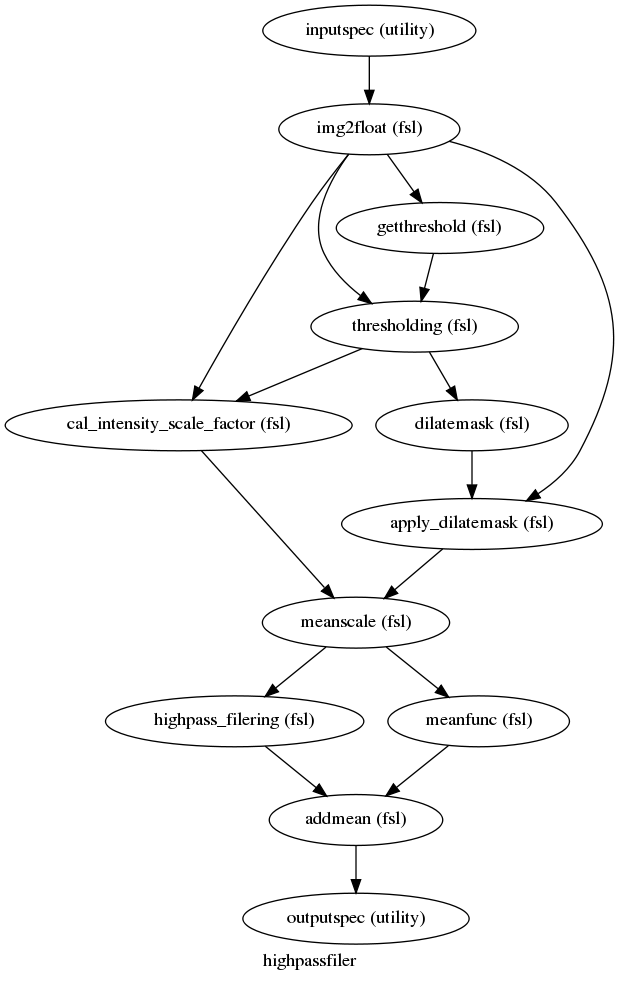 inputspec (utility)
img2float (fsl)
getthreshold (fsl)
thresholding (fsl)
cal_intensity_scale_factor (fsl)
dilatemask (fsl)
apply_dilatemask (fsl)
meanscale (fsl)
highpass_filering (fsl)
meanfunc (fsl)
addmean (fsl)
outputspec (utility)
highpassfiler